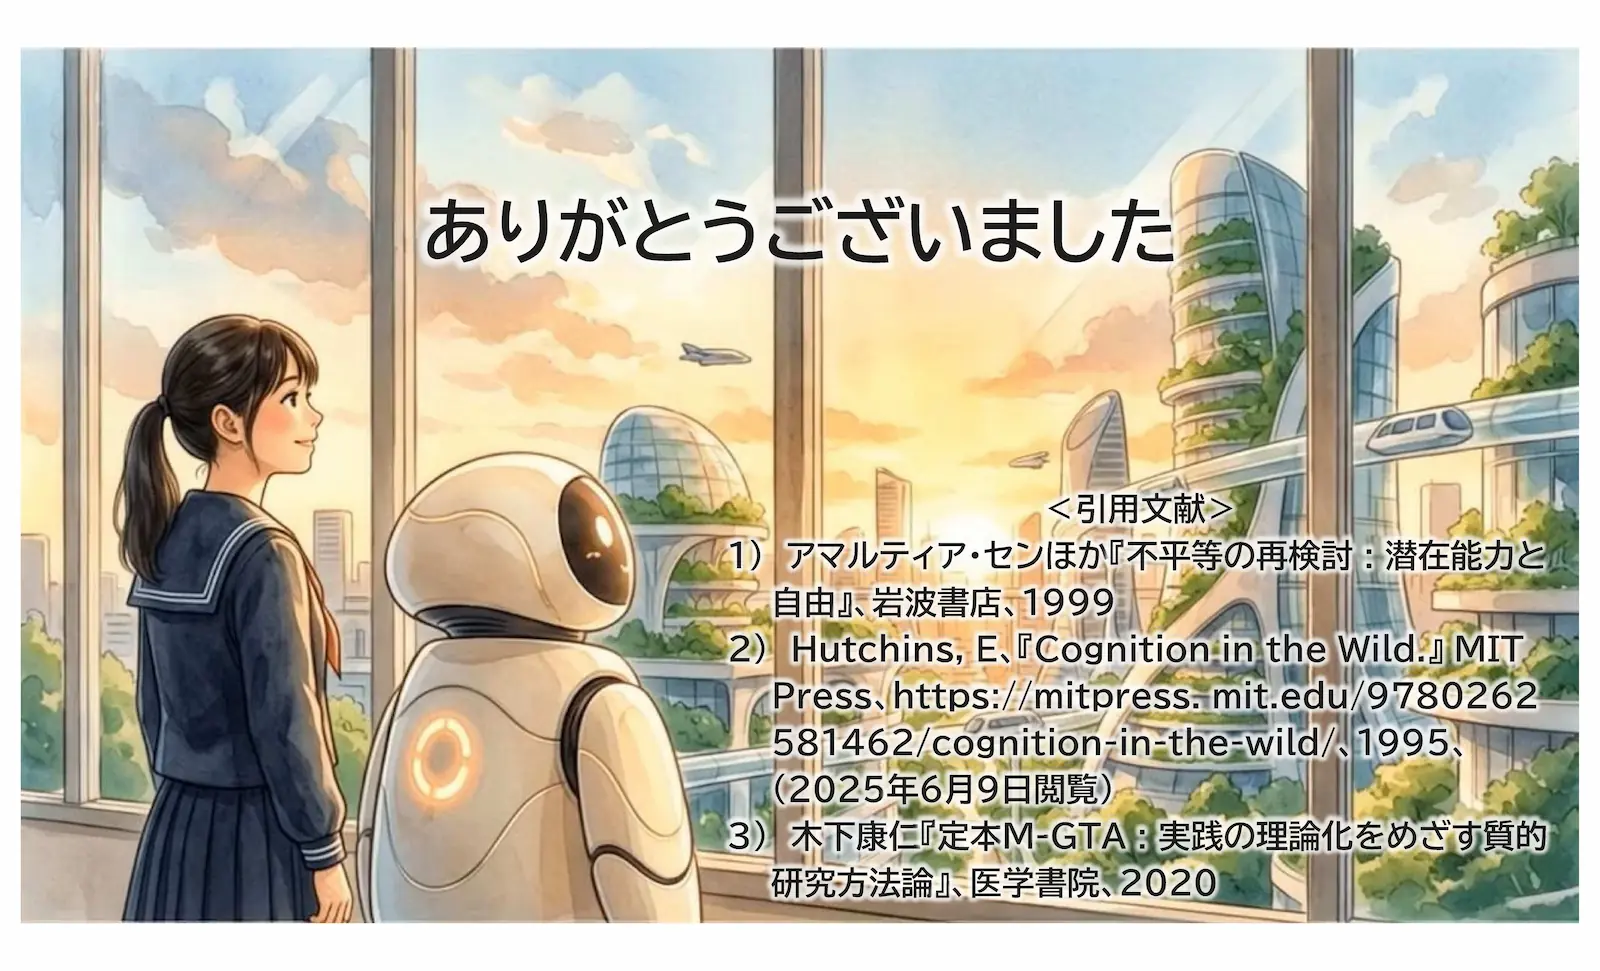 ありがとうございました
＜引用文献＞
1） アマルティア・センほか『不平等の再検討：潜在能力と
自由』、岩波書店、1999
2） Hutchins, E、『Cognition in the Wild.』 MIT
Press、https://mitpress. mit.edu/9780262
581462/cognition-in-the-wild/、1995、
（2025年6月9日閲覧）
3） 木下康仁『定本M-GTA：実践の理論化をめざす質的
研究方法論』、医学書院、2020